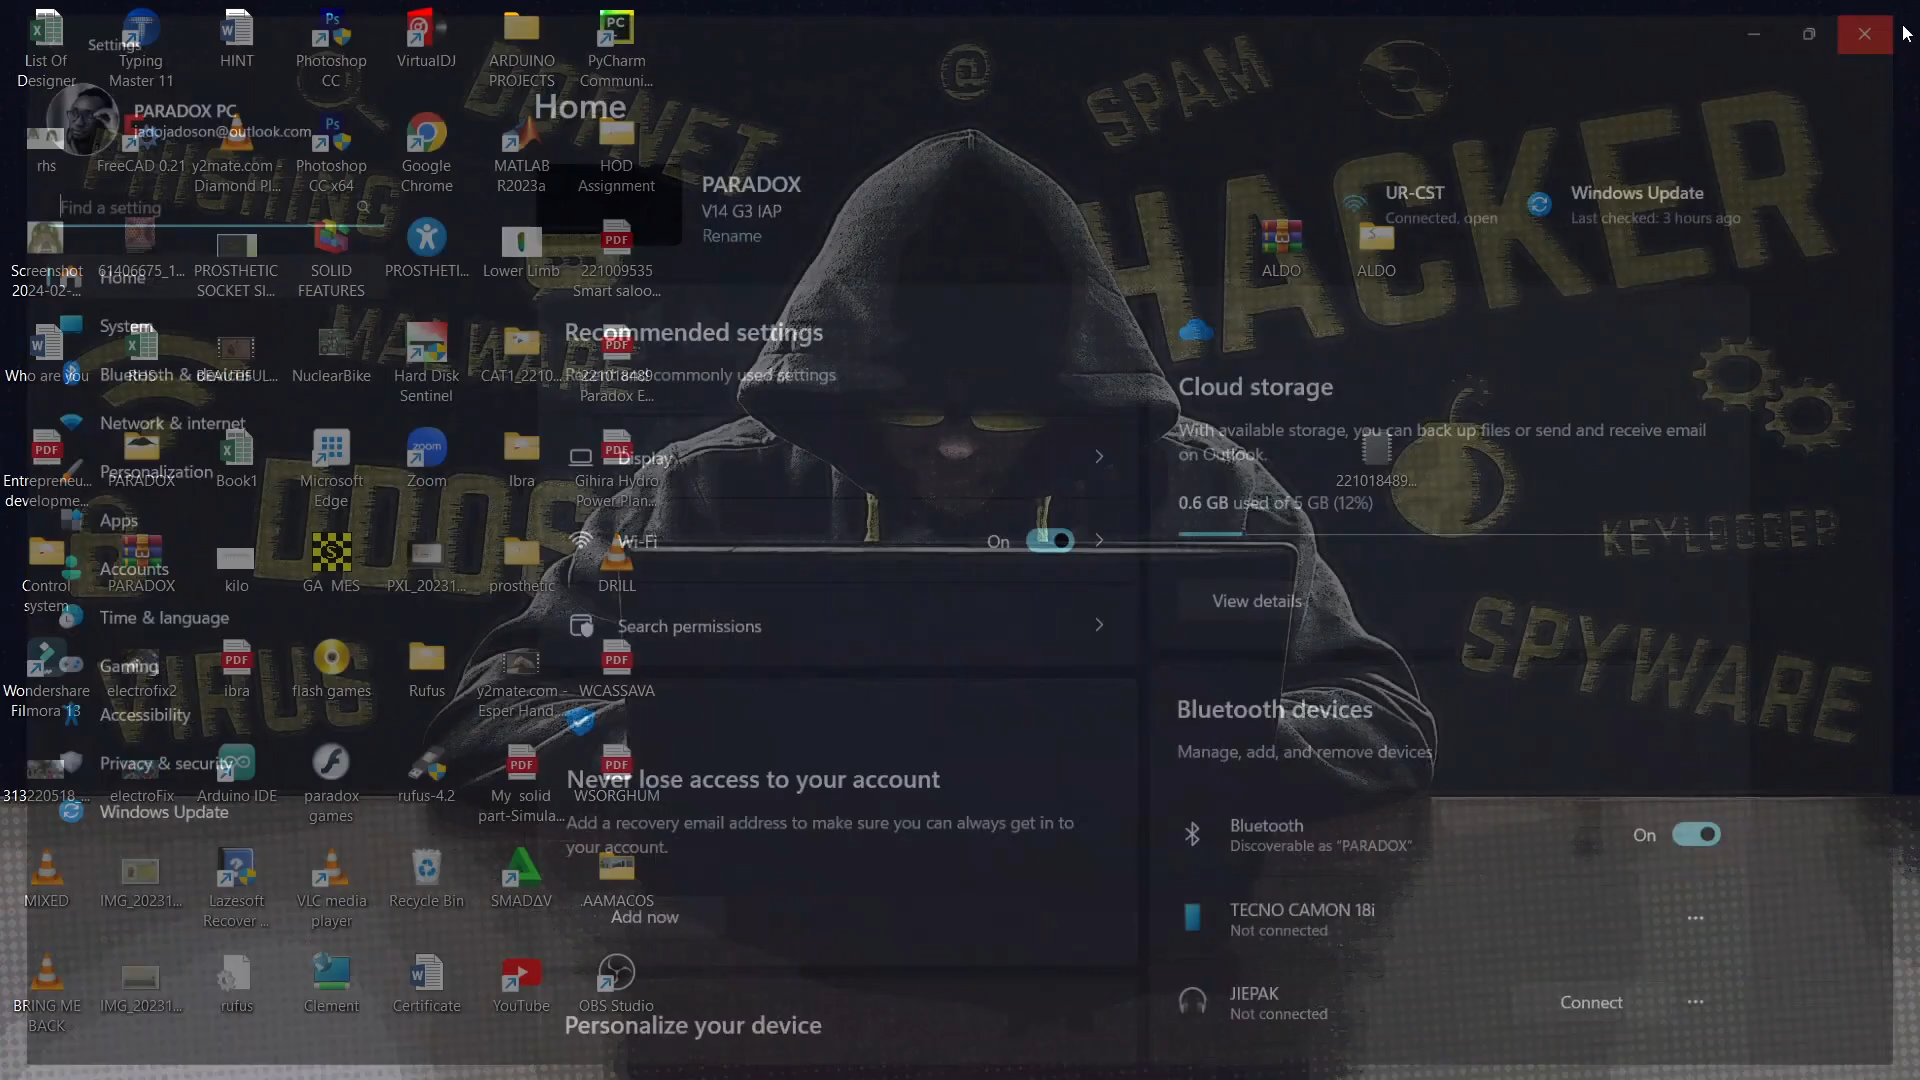 Settings
PARADOX PC
jadojadoson@outlook.com
Find a setting
Home
System
Bluetooth & devices
Network & internet
Personalization
Apps
Accounts
Time & language
Gaming
Accessibility
Privacy & security
Windows Update
Home
PARADOX
V14 G3 IAP
Rename
UR-CST
Connected, open
Windows Update
Last checked: 3 hours ago
Recommended settings
commonly used settings
Display
Wi-Fi
On
Search permissions
Never lose access to your account
Add a recovery email address to make sure you can always get in to
your account.
Add now
Personalize your device
Cloud storage
With available storage, you can back up files or send and receive email
on Outlook.
0.6 GB used of 5 GB (12%)
View details
Bluetooth devices
Manage, add, and remove devices
Bluetooth
Discoverable as “PARADOX”
On
TECNO CAMON 18i
Not connected
JIEPAK
Not connected
Connect
List Of
Designer
Typing
Master 11
HINT
Photoshop
CC
VirtualDJ
ARDUINO
PROJECTS
PyCharm
Communi...
rhs
FreeCAD 0.21
y2mate.com -
Diamond Pl...
Photoshop
CC x64
Google
Chrome
MATLAB
R2023a
HOD
Assignment
Screenshot
2024-02-...
61406675_1...
PROSTHETIC
SOCKET SI...
SOLID
FEATURES
PROSTHETI...
Lower Limb
221009535
Smart saloo...
ALDO
ALDO
Who are you
RHS
BEAUTIFUL...
NuclearBike
Hard Disk
Sentinel
CAT1_2210...
221018489
Paradox E...
Entrepreneu...
developme...
PARADOX
Book1
Microsoft
Edge
Zoom
Ibra
Gihira Hydro
Power Plan...
221018489...
Control
system
PARADOX
kilo
GA MES
PXL_20231...
prosthetic
DRILL
Wondershare
Filmora 13
electrofix2
ibra
flash games
Rufus
y2mate.com -
Esper Hand...
WCASSAVA
313220518_...
electroFix
Arduino IDE
paradox
games
rufus-4.2
My solid
part-Simula...
WSORGHUM
MIXED
IMG_20231...
Lazesoft
Recover ...
VLC media
player
Recycle Bin
SMADΔV
.AAMACOS
BRING ME
BACK
IMG_20231...
rufus
Clement
Certificate
YouTube
OBS Studio
BOTNET
@
SPAM
HACKER
PHISHING
MALWARE
DDOS
KEYLOGGER
VIRUS
SPYWARE